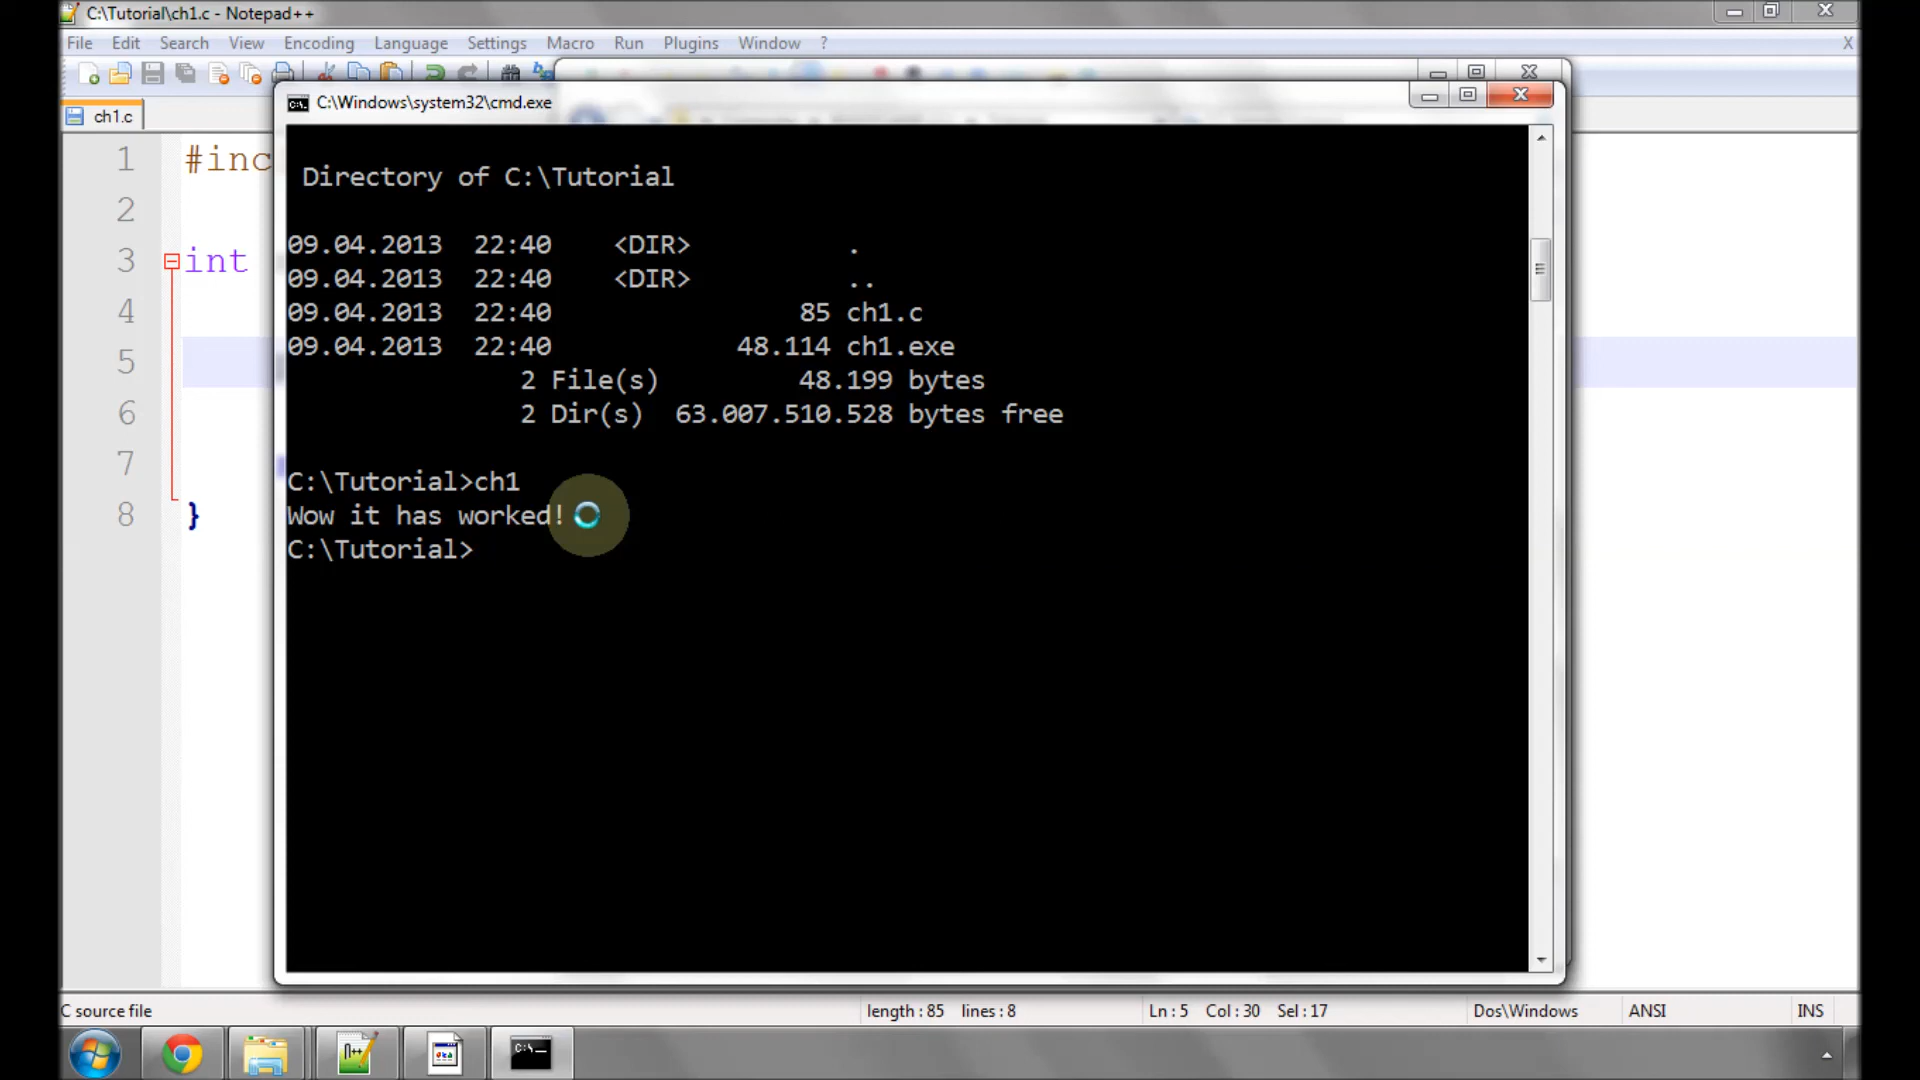 C:\Tutorial\ch1.c - Notepad++
File Edit Search View Encoding Language Settings Macro Run Plugins Window ? X
ch1.c
C:\Windows\system32\cmd.exe
1 #inc
2
3 int
4
5
6
7
8 }
Directory of C:\Tutorial
09.04.2013 22:40 <DIR> .
09.04.2013 22:40 <DIR> ..
09.04.2013 22:40 85 ch1.c
09.04.2013 22:40 48.114 ch1.exe
2 File(s) 48.199 bytes
2 Dir(s) 63.007.510.528 bytes free
C:\Tutorial>ch1
Wow it has worked!
C:\Tutorial>
C source file length : 85 lines : 8 Ln : 5 Col : 30 Sel : 17 Dos\Windows ANSI INS